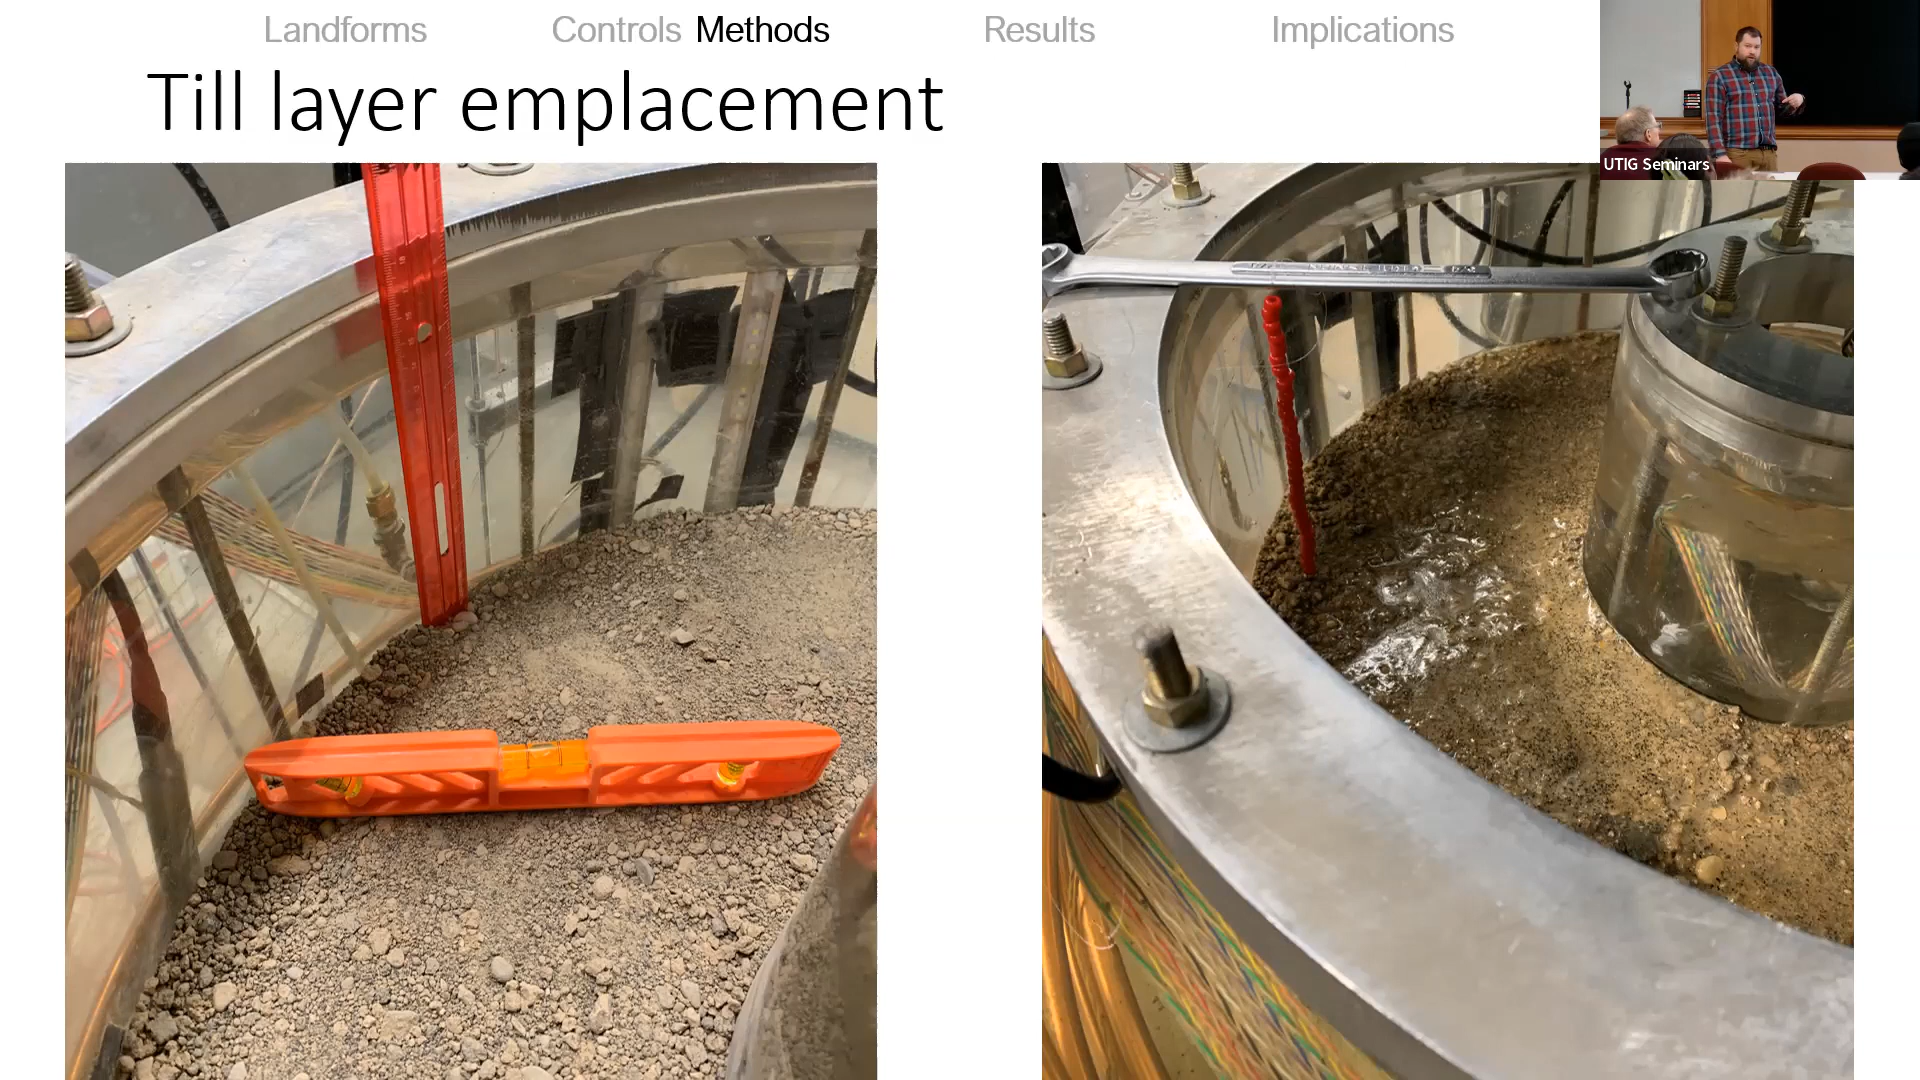 Landforms Controls Methods Results Implications
Till layer emplacement
UTIG Seminars